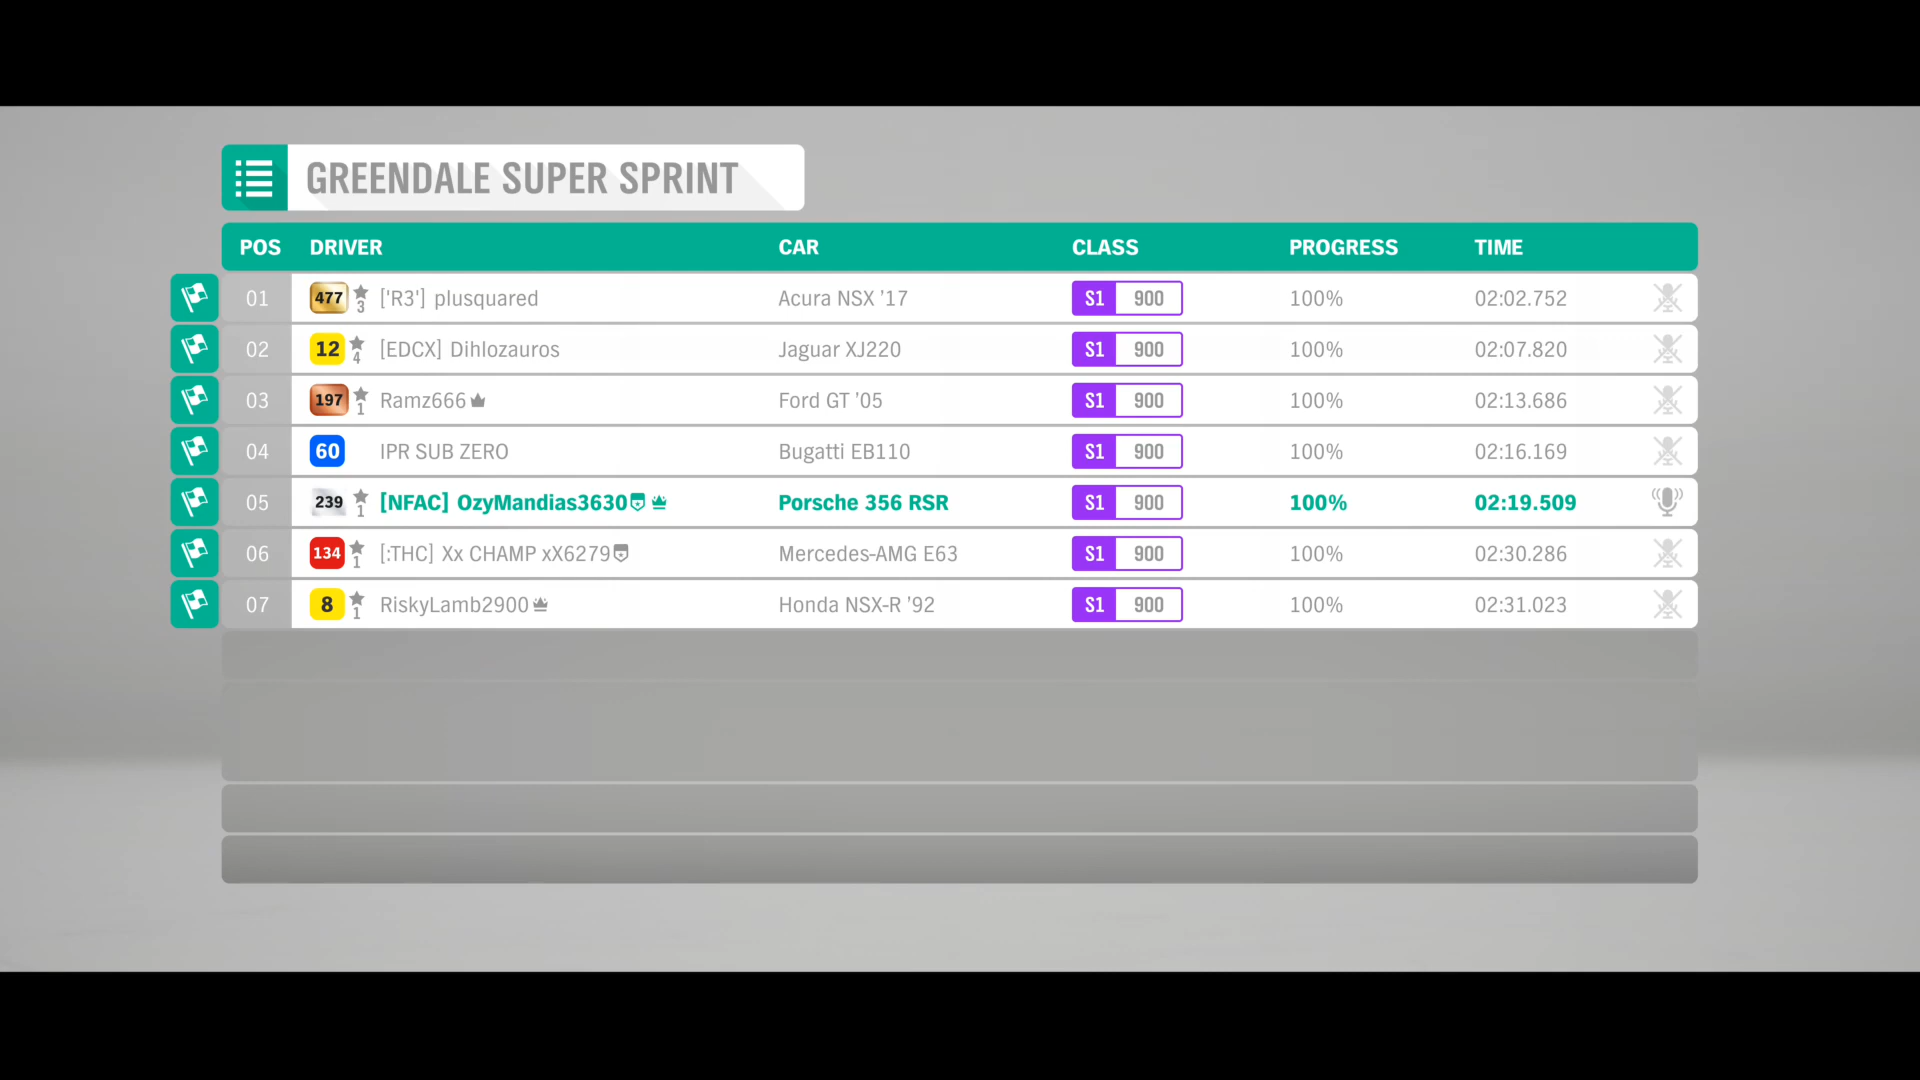 GREENDALE SUPER SPRINT
POS DRIVER CAR CLASS PROGRESS TIME
01 477 3 ['R3'] plusquared Acura NSX ’17 S1 900 100% 02:02.752
02 12 4 [EDCX] Dihlozauros Jaguar XJ220 S1 900 100% 02:07.820
03 197 1 Ramz666 Ford GT ’05 S1 900 100% 02:13.686
04 60 IPR SUB ZERO Bugatti EB110 S1 900 100% 02:16.169
05 239 1 [NFAC] OzyMandias3630 Porsche 356 RSR S1 900 100% 02:19.509
06 134 1 [:THC] Xx CHAMP xX6279 Mercedes-AMG E63 S1 900 100% 02:30.286
07 8 1 RiskyLamb2900 Honda NSX-R ’92 S1 900 100% 02:31.023